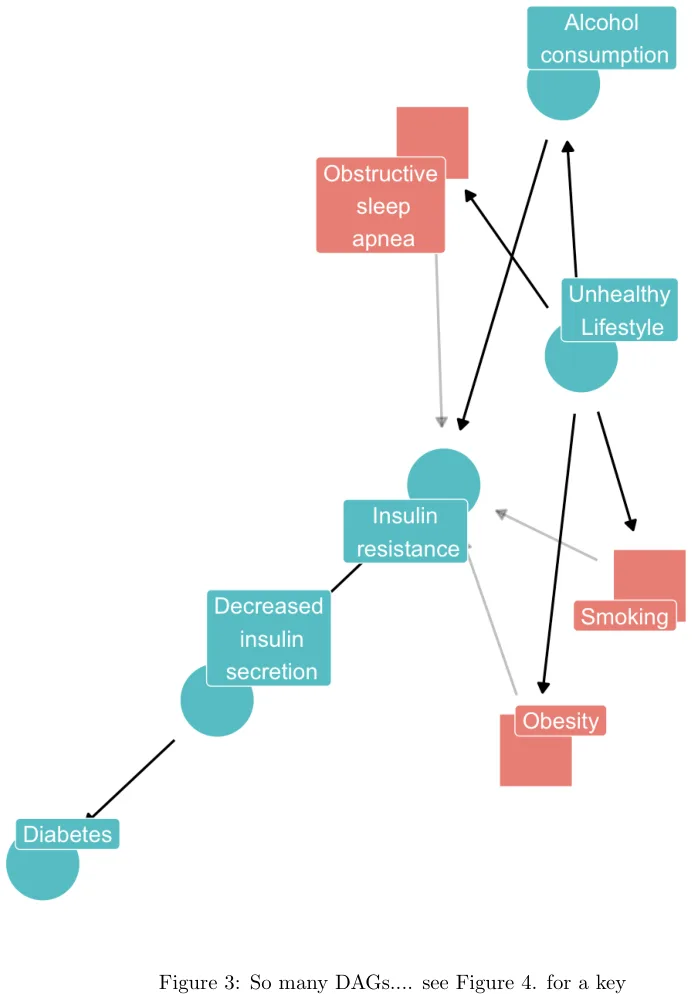 Alcohol
consumption
Obstructive
sleep
apnea
Unhealthy
Lifestyle
Insulin
resistance
Decreased
insulin
secretion
Smoking
Obesity
Diabetes
Figure 3: So many DAGs.... see Figure 4. for a key